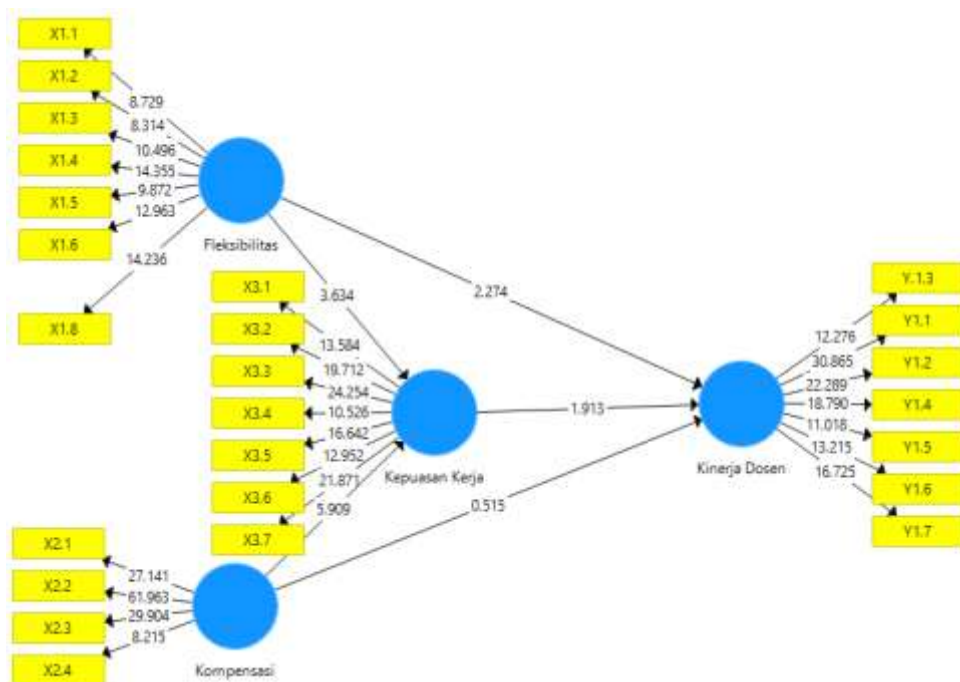 X1.1
X1.2
X1.3
X1.4
X1.5
X1.6
X1.8
8.729
8.314
10.496
14.355
9.872
12.963
14.236
Fleksibilitas
3.634
2.274
X3.1
X3.2
X3.3
X3.4
X3.5
X3.6
X3.7
13.584
19.712
24.254
10.526
16.642
12.952
21.871
5.909
Kepuasan Kerja
1.913
0.515
Kinerja Dosen
12.276
30.865
22.289
18.790
11.018
13.215
16.725
Y.1.3
Y1.1
Y1.2
Y1.4
Y1.5
Y1.6
Y1.7
X2.1
X2.2
X2.3
X2.4
27.141
61.963
29.904
8.215
Kompensasi